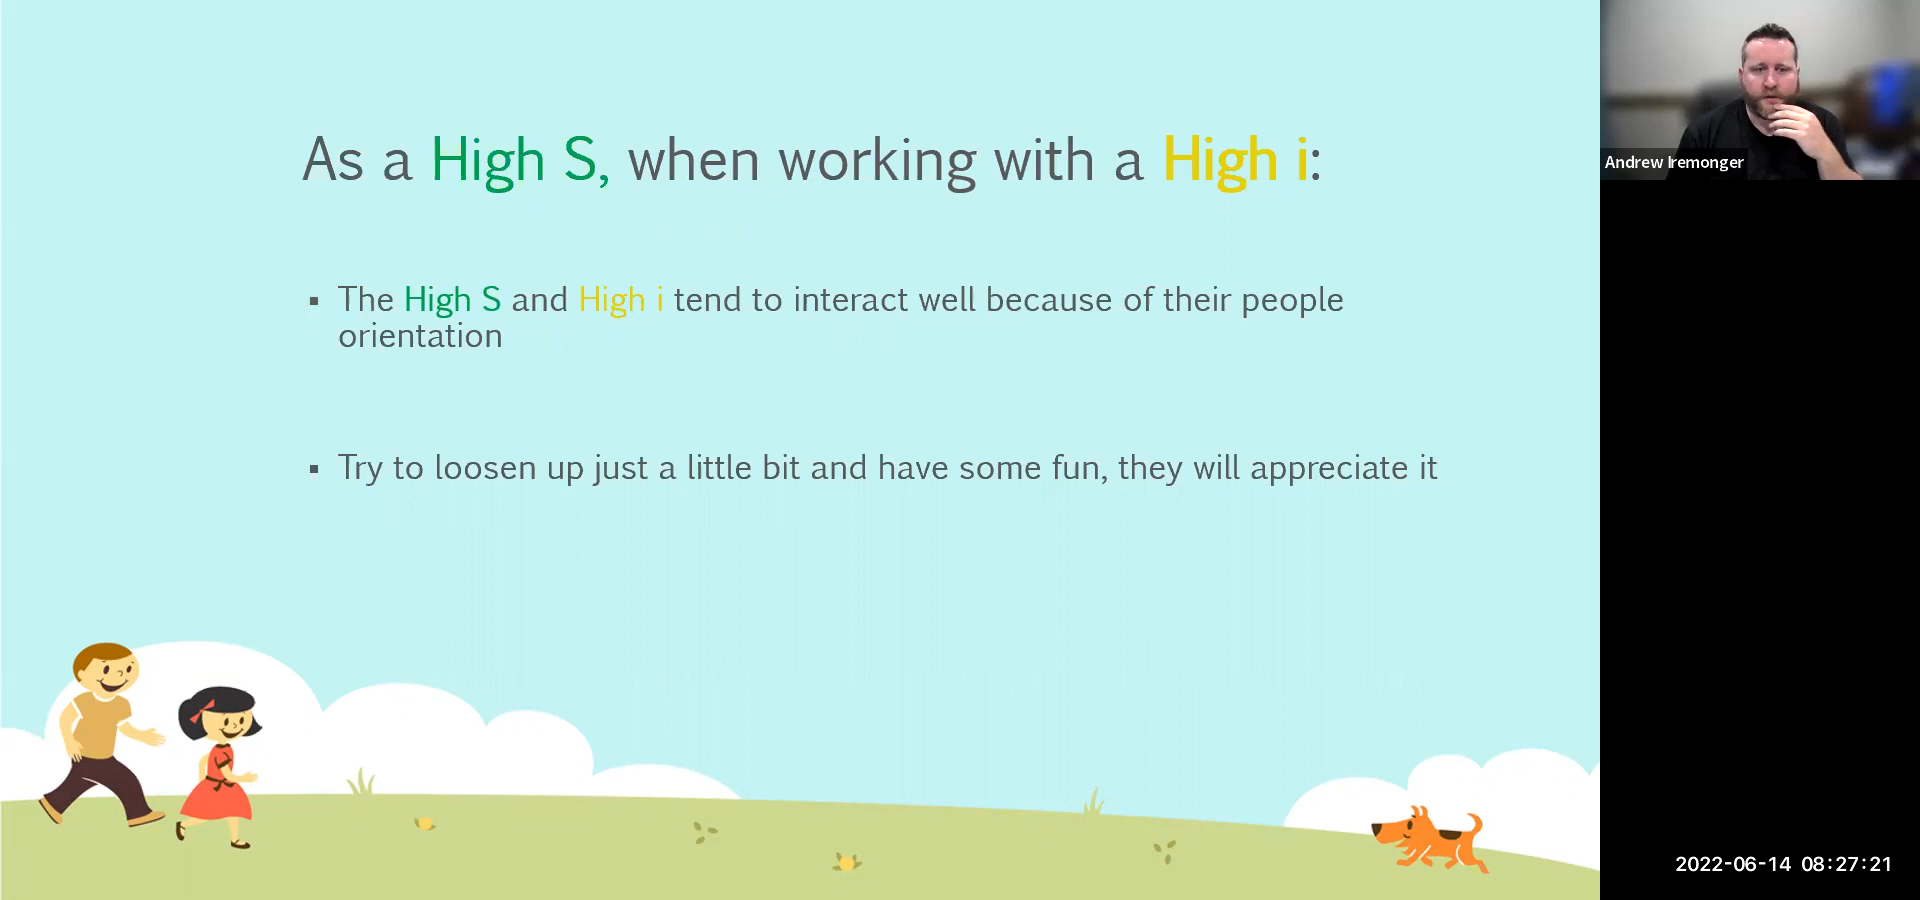 As a High S, when working with a High i:
▪ The High S and High i tend to interact well because of their people
orientation
▪ Try to loosen up just a little bit and have some fun, they will appreciate it
Andrew Iremonger
2022-06-14 08:27:21